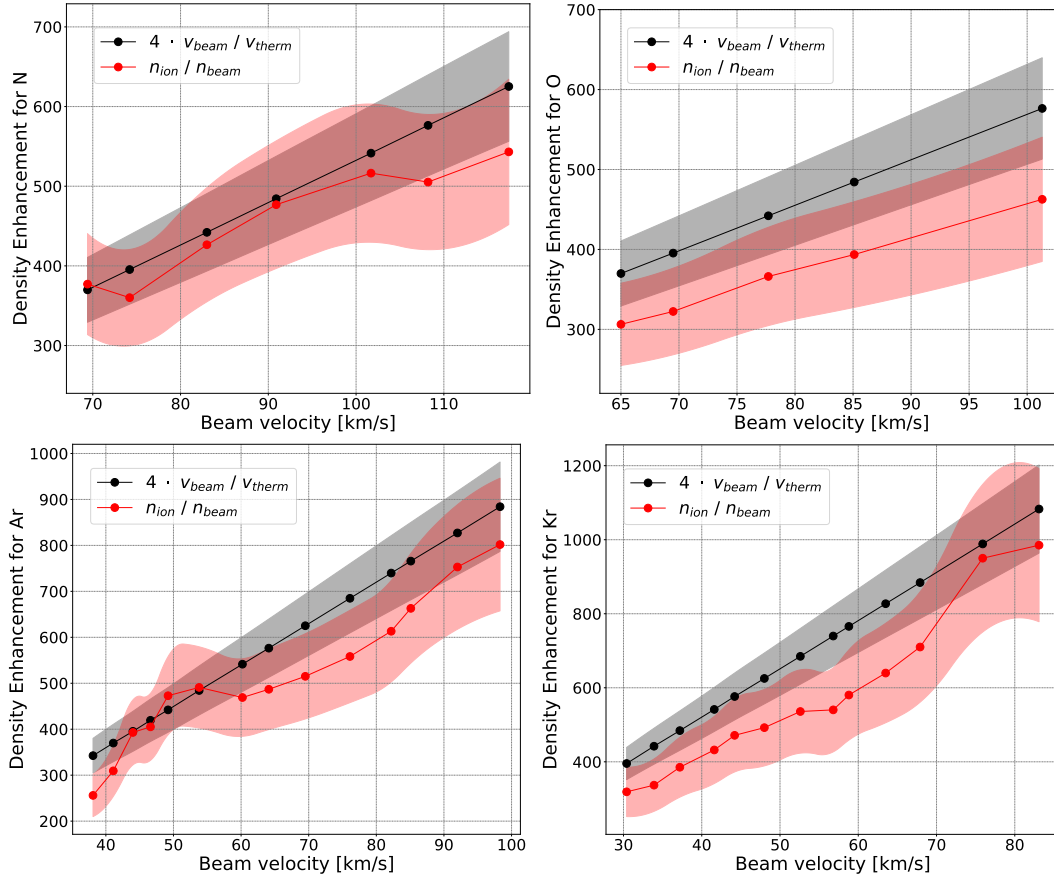 Density Enhancement for N
700
600
500
400
300
4 · v_beam / v_therm
n_ion / n_beam
70 80 90 100 110
Beam velocity [km/s]
Density Enhancement for O
700
600
500
400
300
4 · v_beam / v_therm
n_ion / n_beam
65 70 75 80 85 90 95 100
Beam velocity [km/s]
Density Enhancement for Ar
1000
900
800
700
600
500
400
300
200
4 · v_beam / v_therm
n_ion / n_beam
40 50 60 70 80 90 100
Beam velocity [km/s]
Density Enhancement for Kr
1200
1000
800
600
400
4 · v_beam / v_therm
n_ion / n_beam
30 40 50 60 70 80
Beam velocity [km/s]